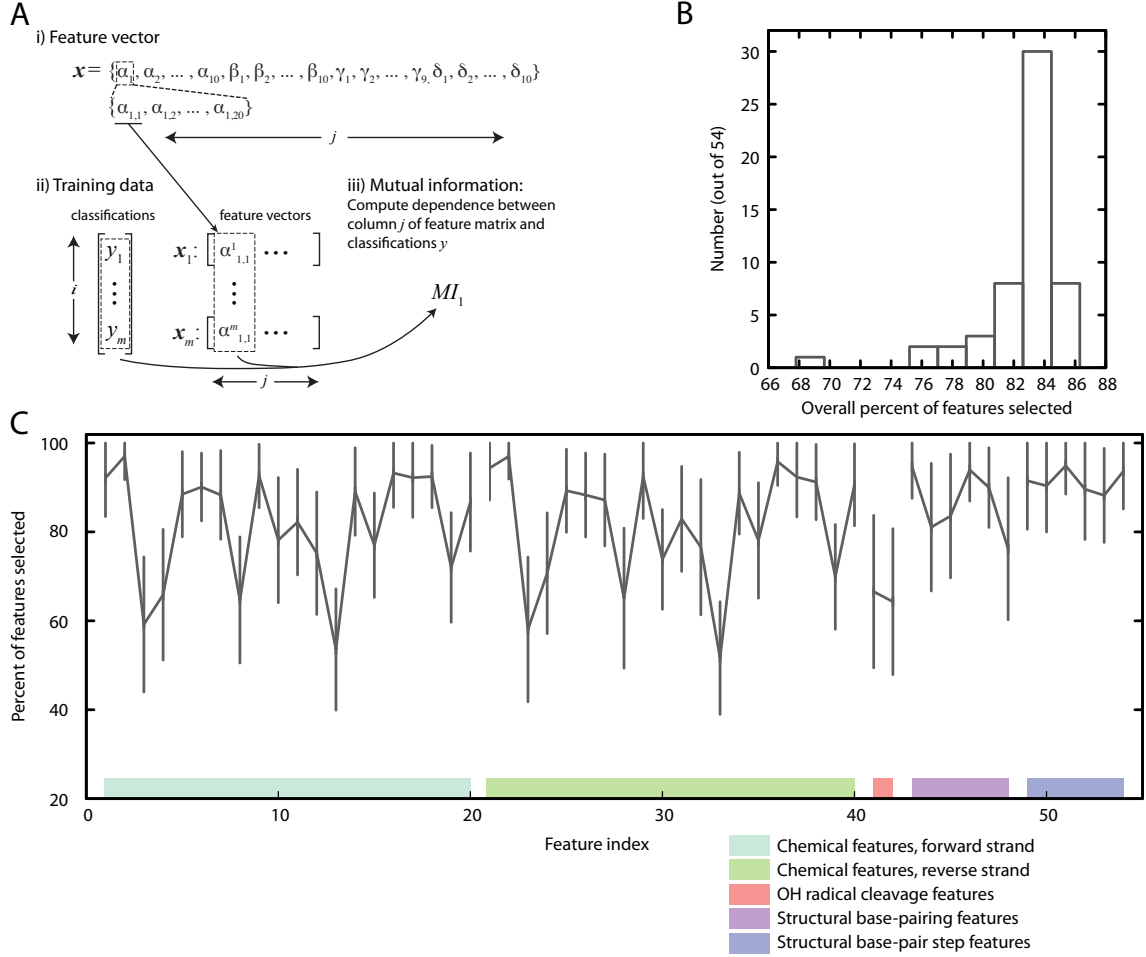 A
i) Feature vector
x = {α1, α2, ... , α10, β1, β2, ... , β10, γ1, γ2, ... , γ9, δ1, δ2, ... , δ10}
{α1,1, α1,2, ... , α1,20}
j
ii) Training data
classifications
feature vectors
iii) Mutual information:
Compute dependence between
column j of feature matrix and
classifications y
i
y1
⋮
ym
x1: [ α^1 1,1 ··· ]
⋮
xm: [ α^m 1,1 ··· ]
MI1
j
B
Number (out of 54)
30
25
20
15
10
5
0
66 68 70 72 74 76 78 80 82 84 86 88
Overall percent of features selected
C
Percent of features selected
100
80
60
40
20
0 10 20 30 40 50
Feature index
Chemical features, forward strand
Chemical features, reverse strand
OH radical cleavage features
Structural base-pairing features
Structural base-pair step features